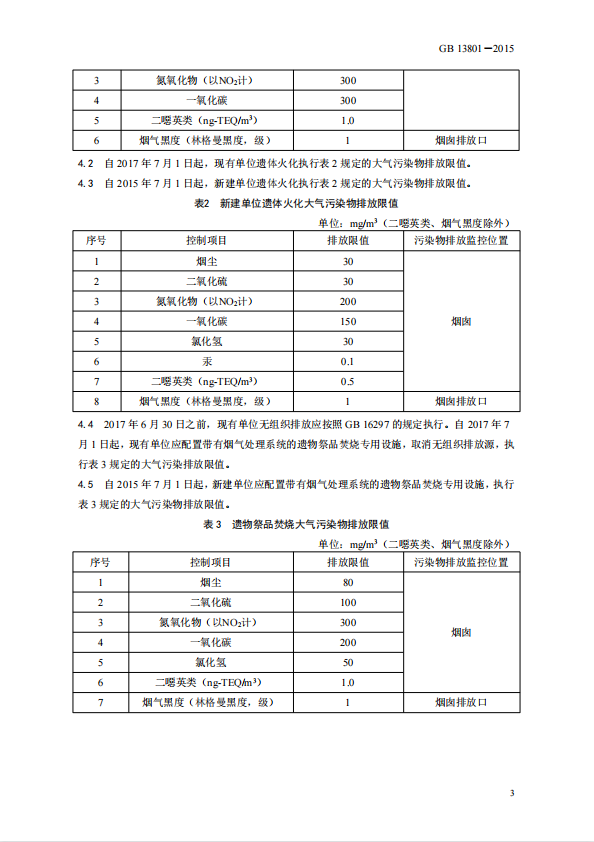 GB 13801－2015
3 氮氧化物（以NO₂计） 300
4 一氧化碳 300
5 二噁英类（ng-TEQ/m³） 1.0
6 烟气黑度（林格曼黑度，级） 1 烟囱排放口
4.2 自 2017 年 7 月 1 日起，现有单位遗体火化执行表 2 规定的大气污染物排放限值。
4.3 自 2015 年 7 月 1 日起，新建单位遗体火化执行表 2 规定的大气污染物排放限值。
表2 新建单位遗体火化大气污染物排放限值
单位：mg/m³（二噁英类、烟气黑度除外）
序号 控制项目 排放限值 污染物排放监控位置
1 烟尘 30
2 二氧化硫 30
3 氮氧化物（以NO₂计） 200
4 一氧化碳 150 烟囱
5 氯化氢 30
6 汞 0.1
7 二噁英类（ng-TEQ/m³） 0.5
8 烟气黑度（林格曼黑度，级） 1 烟囱排放口
4.4 2017 年 6 月 30 日之前，现有单位无组织排放应按照 GB 16297 的规定执行。自 2017 年 7
月 1 日起，现有单位应配置带有烟气处理系统的遗物祭品焚烧专用设施，取消无组织排放源，执
行表 3 规定的大气污染排放限值。
4.5 自 2015 年 7 月 1 日起，新建单位应配置带有烟气处理系统的遗物祭品焚烧专用设施，执行
表 3 规定的大气污染物排放限值。
表 3 遗物祭品焚烧大气污染物排放限值
单位：mg/m³（二噁英类、烟气黑度除外）
序号 控制项目 排放限值 污染物排放监控位置
1 烟尘 80
2 二氧化硫 100
3 氮氧化物（以NO₂计） 300
烟囱
4 一氧化碳 200
5 氯化氢 50
6 二噁英类（ng-TEQ/m³） 1.0
7 烟气黑度（林格曼黑度，级） 1 烟囱排放口
3